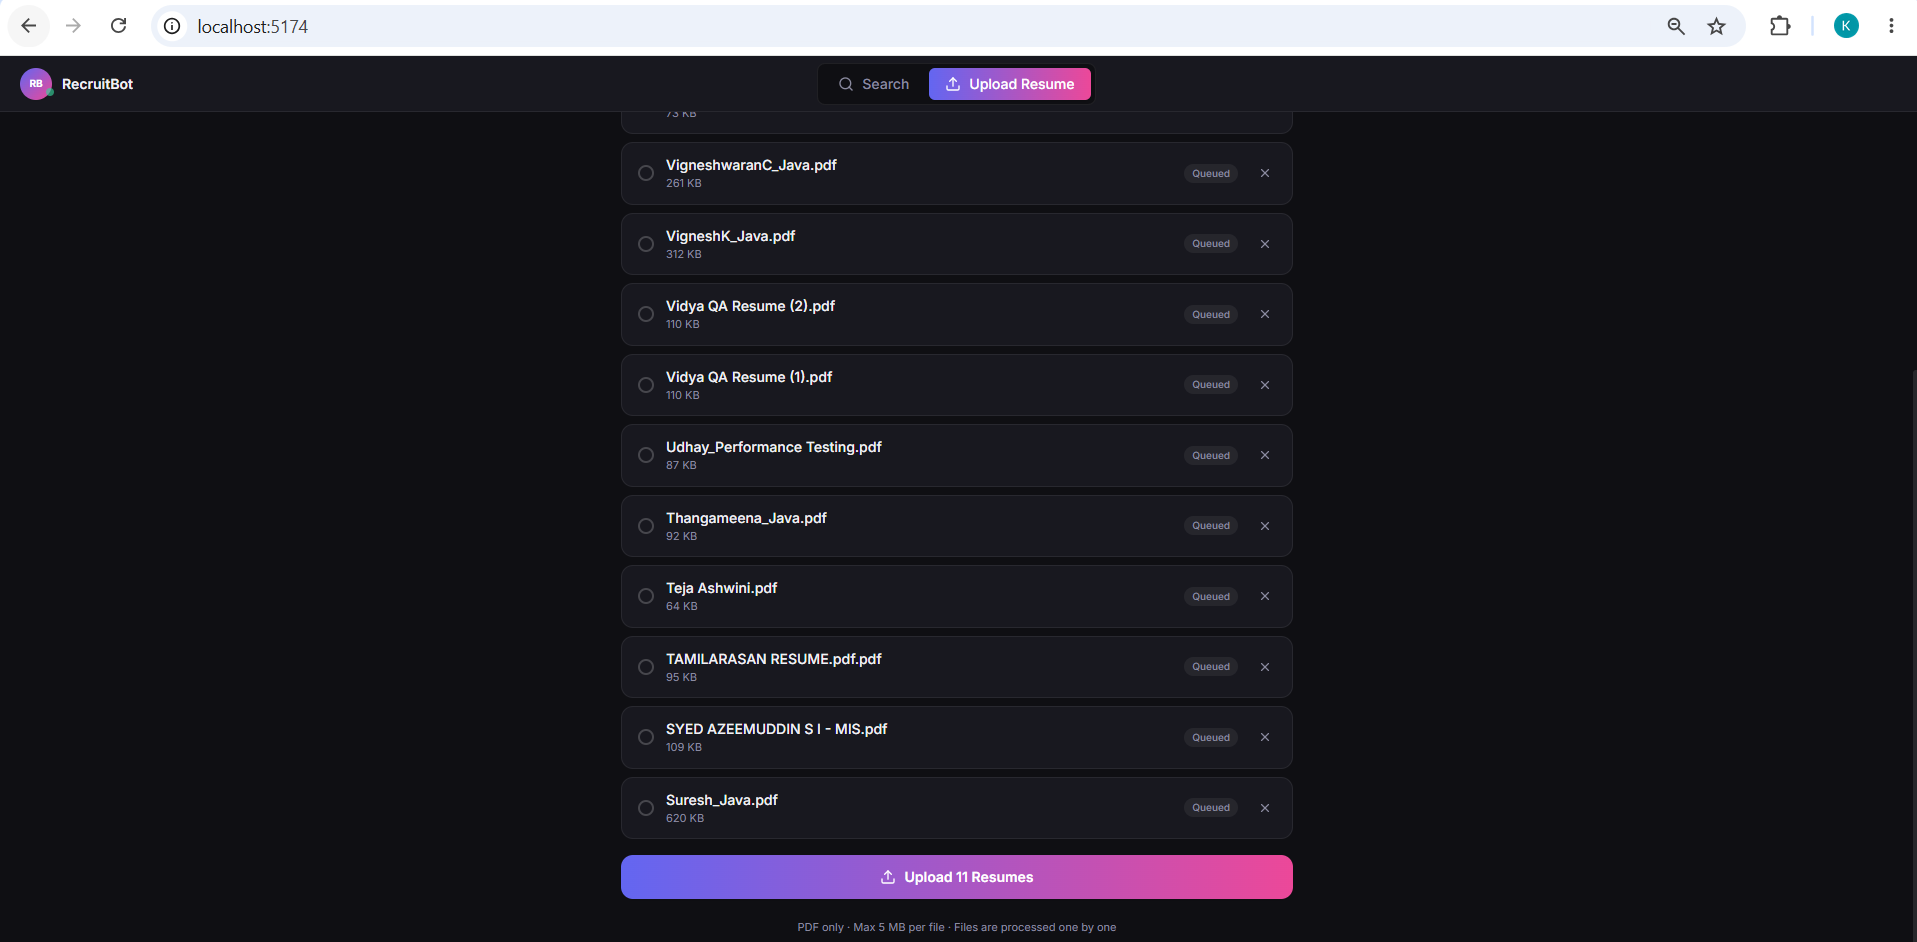 localhost:5174
K
RB
RecruitBot
Search
Upload Resume
73 KB
VigneshwaranC_Java.pdf
261 KB
Queued
VigneshK_Java.pdf
312 KB
Queued
Vidya QA Resume (2).pdf
110 KB
Queued
Vidya QA Resume (1).pdf
110 KB
Queued
Udhay_Performance Testing.pdf
87 KB
Queued
Thangameena_Java.pdf
92 KB
Queued
Teja Ashwini.pdf
64 KB
Queued
TAMILARASAN RESUME.pdf.pdf
95 KB
Queued
SYED AZEEMUDDIN S I - MIS.pdf
109 KB
Queued
Suresh_Java.pdf
620 KB
Queued
Upload 11 Resumes
PDF only · Max 5 MB per file · Files are processed one by one